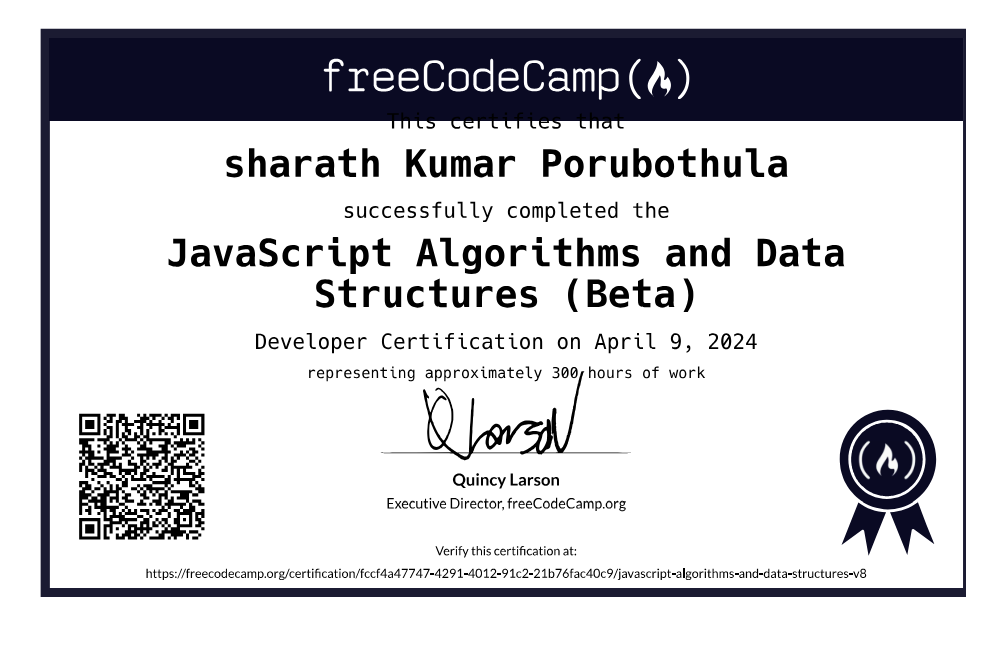 freeCodeCamp
This certifies that
sharath Kumar Porubothula
successfully completed the
JavaScript Algorithms and Data
Structures (Beta)
Developer Certification on April 9, 2024
representing approximately 300 hours of work
QLarson
Quincy Larson
Executive Director, freeCodeCamp.org
Verify this certification at:
https://freecodecamp.org/certification/fccf4a47747-4291-4012-91c2-21b76fac40c9/javascript-algorithms-and-data-structures-v8